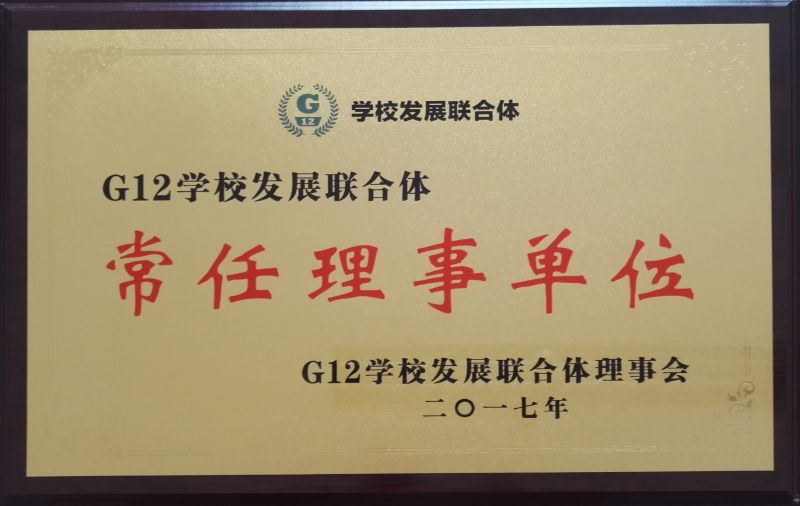 G
12
学校发展联合体
G12学校发展联合体
常任理事单位
G12学校发展联合体理事会
二〇一七年